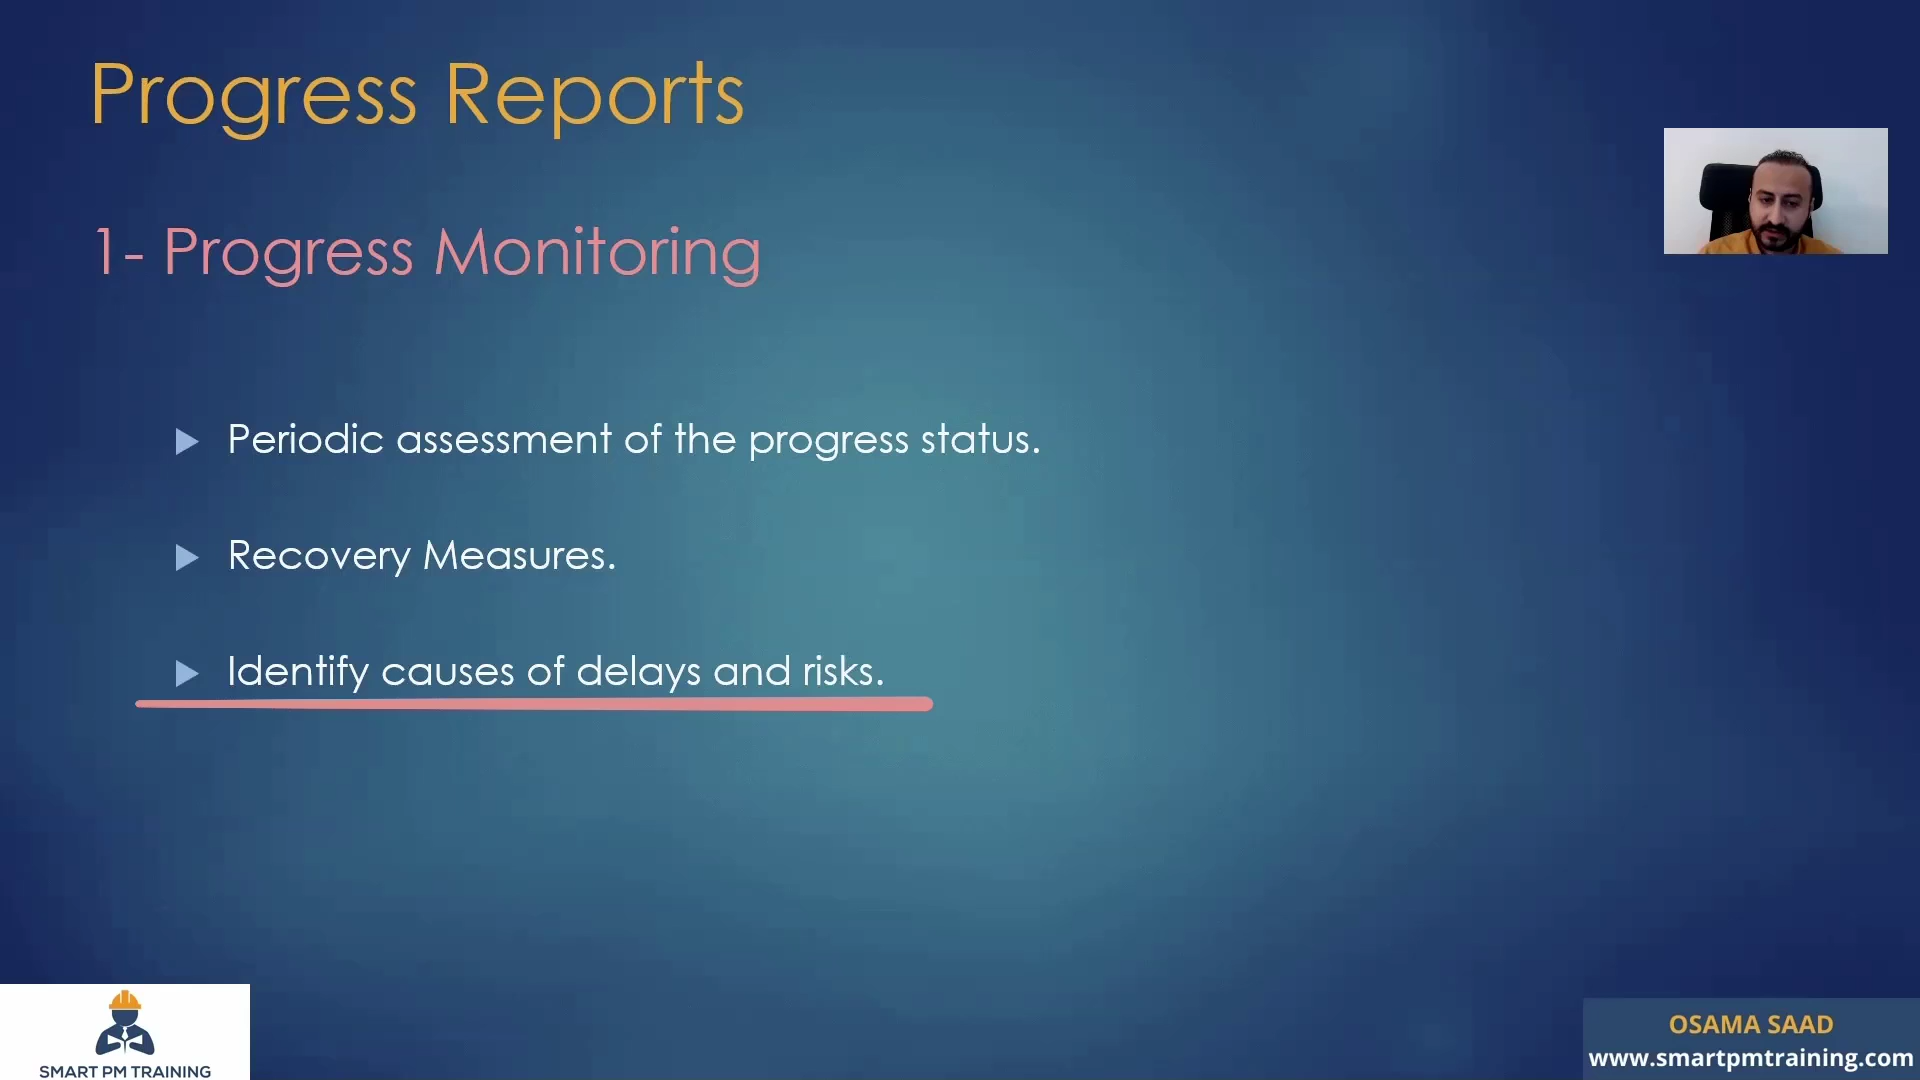 Progress Reports
1- Progress Monitoring
Periodic assessment of the progress status.
Recovery Measures.
Identify causes of delays and risks.
SMART PM TRAINING
OSAMA SAAD
www.smartpmtraining.com